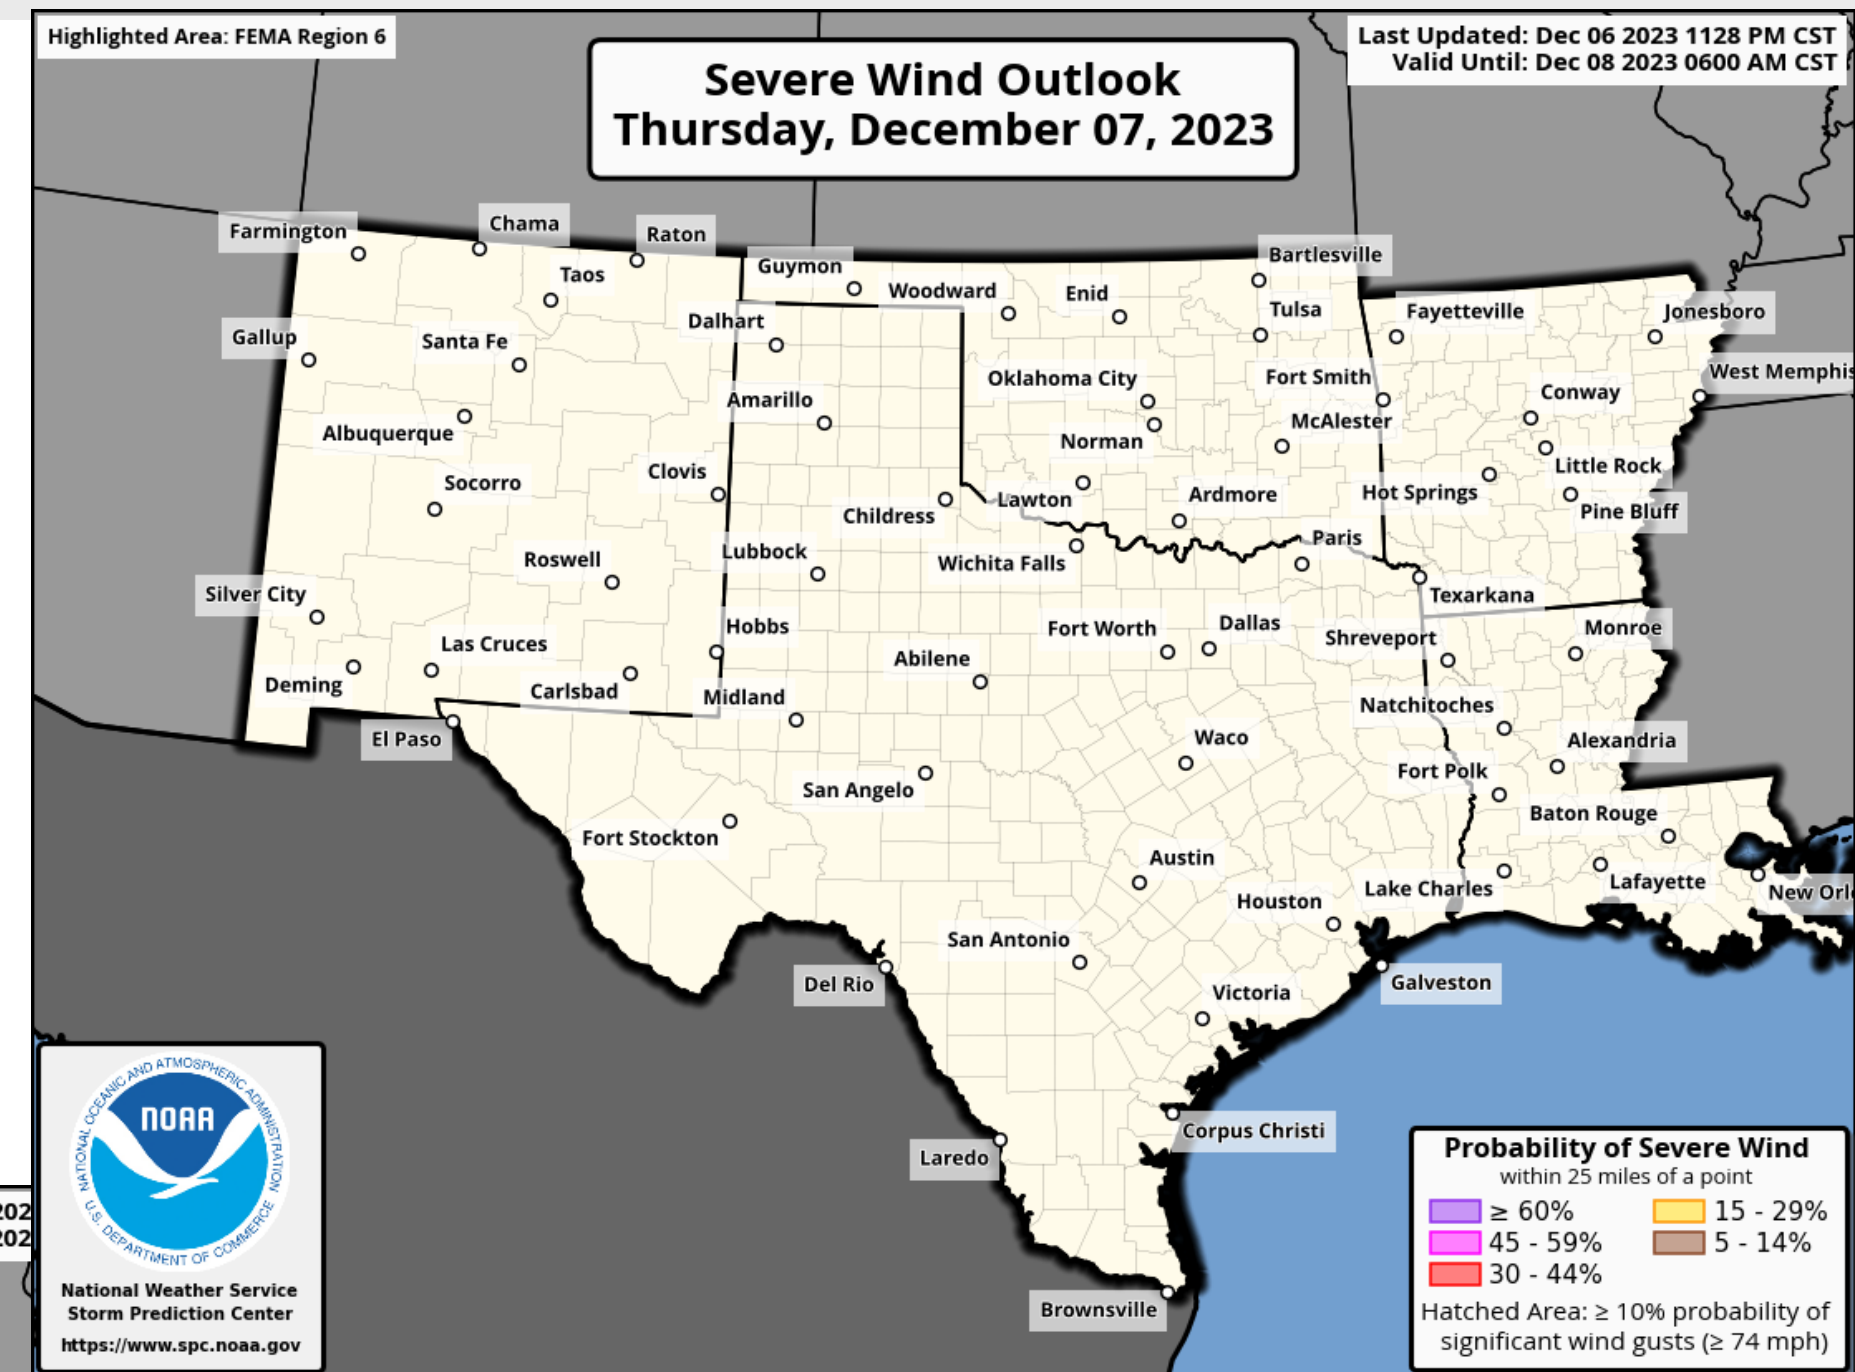 Highlighted Area: FEMA Region 6
Severe Wind Outlook
Thursday, December 07, 2023
Last Updated: Dec 06 2023 1128 PM CST
Valid Until: Dec 08 2023 0600 AM CST
Farmington
Chama
Raton
Taos
Guymon
Woodward
Enid
Bartlesville
Tulsa
Fayetteville
Jonesboro
Gallup
Santa Fe
Dalhart
Oklahoma City
Fort Smith
Conway
West Memphis
Albuquerque
Amarillo
Norman
McAlester
Little Rock
Socorro
Clovis
Childress
Lawton
Ardmore
Hot Springs
Pine Bluff
Roswell
Lubbock
Wichita Falls
Paris
Texarkana
Silver City
Las Cruces
Hobbs
Abilene
Fort Worth
Dallas
Shreveport
Monroe
Deming
Carlsbad
Midland
Natchitoches
El Paso
Waco
Alexandria
San Angelo
Fort Polk
Fort Stockton
Baton Rouge
Austin
Houston
Lake Charles
Lafayette
New Orl
San Antonio
Del Rio
Victoria
Galveston
Corpus Christi
Laredo
Brownsville
202
202
NATIONAL OCEANIC AND ATMOSPHERIC ADMINISTRATION
NOAA
U.S. DEPARTMENT OF COMMERCE
National Weather Service
Storm Prediction Center
https://www.spc.noaa.gov
Probability of Severe Wind
within 25 miles of a point
≥ 60%
45 - 59%
30 - 44%
15 - 29%
5 - 14%
Hatched Area: ≥ 10% probability of
significant wind gusts (≥ 74 mph)